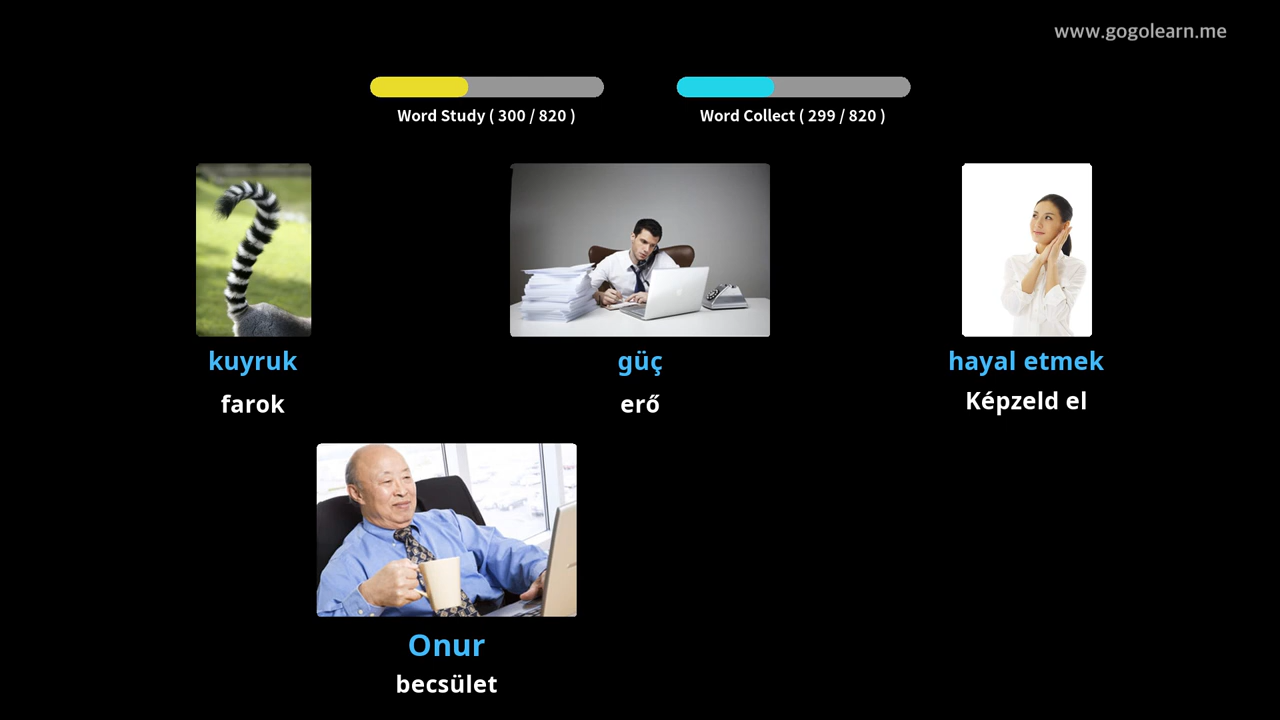 www.gogolearn.me
Word Study ( 300 / 820 )
Word Collect ( 299 / 820 )
kuyruk
farok
güç
erő
hayal etmek
Képzeld el
Onur
becsület